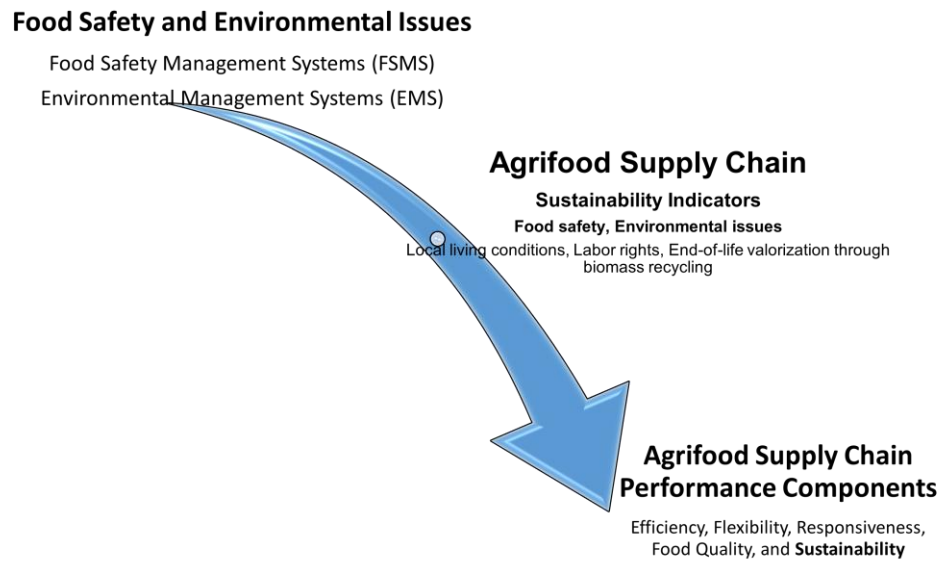 Food Safety and Environmental Issues
Food Safety Management Systems (FSMS)
Environmental Management Systems (EMS)
Agrifood Supply Chain
Sustainability Indicators
Food safety, Environmental issues
Local living conditions, Labor rights, End-of-life valorization through
biomass recycling
Agrifood Supply Chain
Performance Components
Efficiency, Flexibility, Responsiveness,
Food Quality, and Sustainability